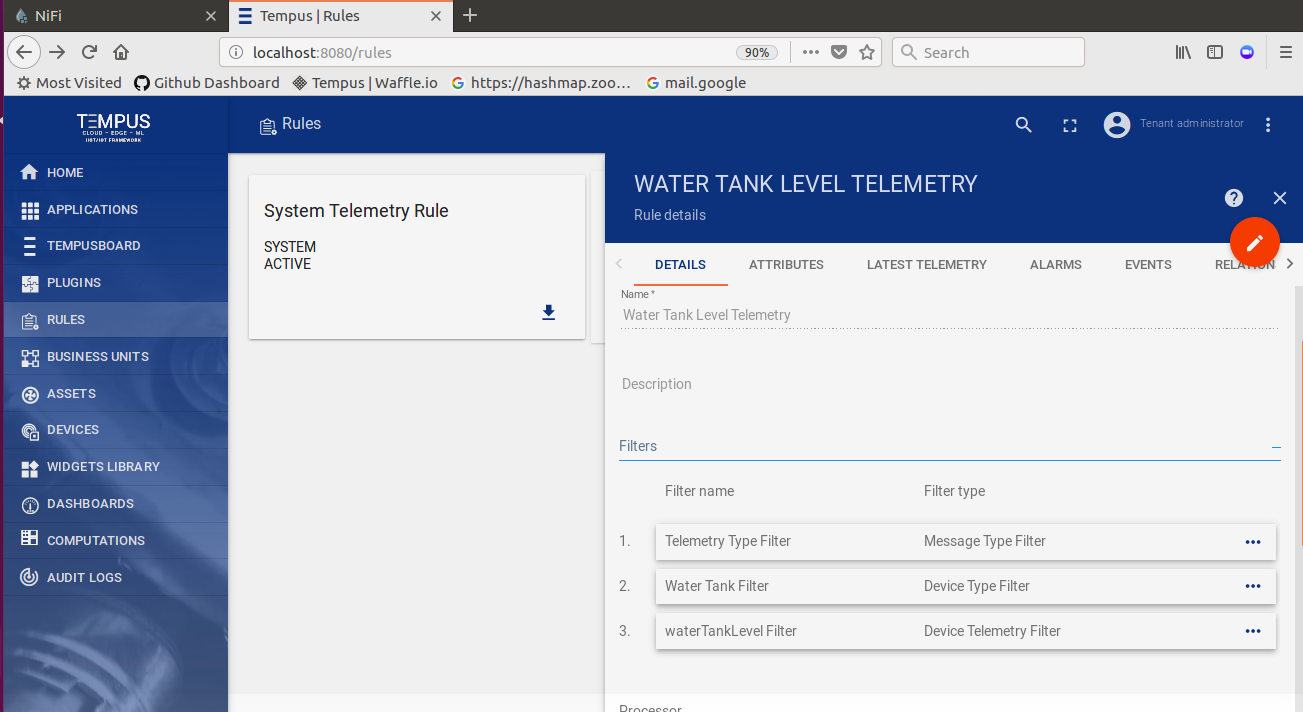 NiFi
Tempus | Rules
localhost:8080/rules
90%
Search
Most Visited
Github Dashboard
Tempus | Waffle.io
https://hashmap.zoo...
mail.google
TEMPUS
CLOUD – EDGE – ML
IIOT/IOT FRAMEWORK
Rules
Tenant administrator
HOME
APPLICATIONS
TEMPUSBOARD
PLUGINS
RULES
BUSINESS UNITS
ASSETS
DEVICES
WIDGETS LIBRARY
DASHBOARDS
COMPUTATIONS
AUDIT LOGS
System Telemetry Rule
SYSTEM
ACTIVE
WATER TANK LEVEL TELEMETRY
Rule details
DETAILS
ATTRIBUTES
LATEST TELEMETRY
ALARMS
EVENTS
RELATION
Name *
Water Tank Level Telemetry
Description
Filters
Filter name Filter type
1. Telemetry Type Filter Message Type Filter
2. Water Tank Filter Device Type Filter
3. waterTankLevel Filter Device Telemetry Filter
Processor